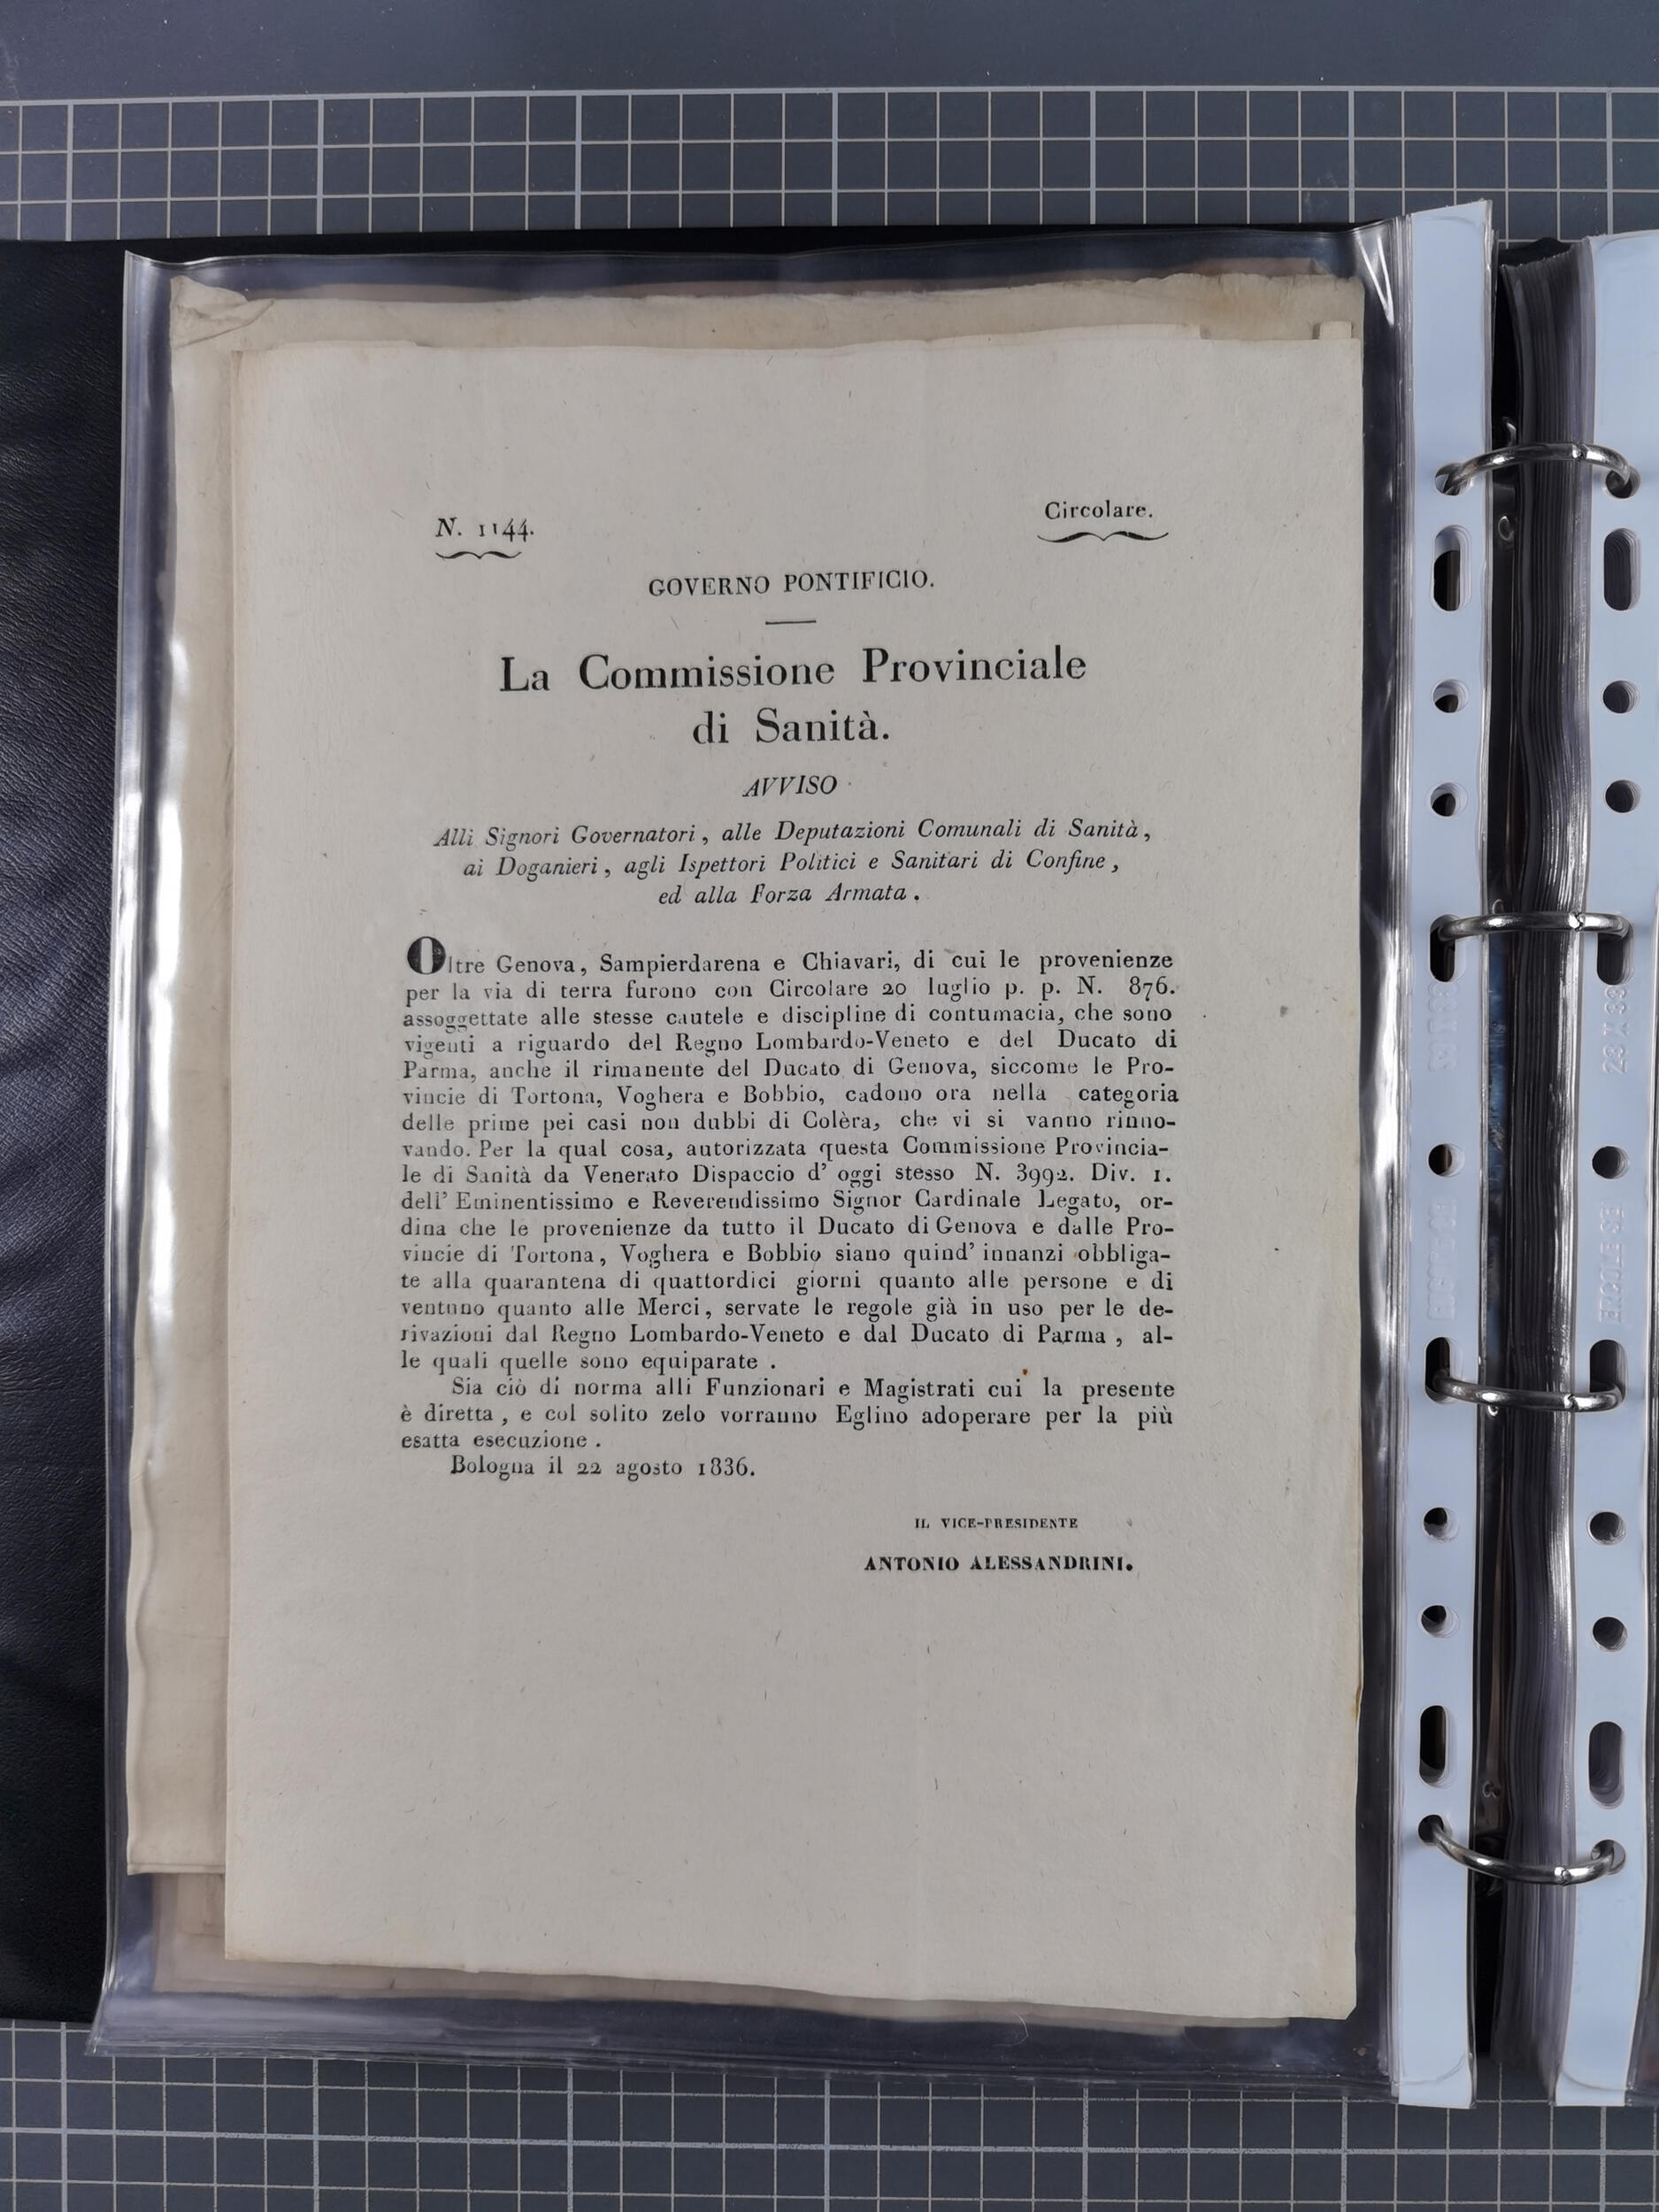 N. 1144.
Circolare.
GOVERNO PONTIFICIO.
La Commissione Provinciale
di Sanità.
AVVISO
Alli Signori Governatori, alle Deputazioni Comunali di Sanità,
ai Doganieri, agli Ispettori Politici e Sanitari di Confine,
ed alla Forza Armata.
Oltre Genova, Sampierdarena e Chiavari, di cui le provenienze
per la via di terra furono con Circolare 20 luglio p. p. N. 876.
assoggettate alle stesse cautele e discipline di contumacia, che sono
vigenti a riguardo del Regno Lombardo-Veneto e del Ducato di
Parma, anche il rimanente del Ducato di Genova, siccome le Pro-
vincie di Tortona, Voghera e Bobbio, cadono ora nella categoria
delle prime pei casi non dubbi di Colèra, che vi si vanno rinno-
vando. Per la qual cosa, autorizzata questa Commissione Provincia-
le di Sanità da Venerato Dispaccio d' oggi stesso N. 3992. Div. 1.
dell' Eminentissimo e Reverendissimo Signor Cardinale Legato, or-
dina che le provenienze da tutto il Ducato di Genova e dalle Pro-
vincie di Tortona, Voghera e Bobbio siano quind' innanzi obbliga-
te alla quarantena di quattordici giorni quanto alle persone e di
ventuno quanto alle Merci, servate le regole già in uso per le de-
rivazioni dal Regno Lombardo-Veneto e dal Ducato di Parma, al-
le quali quelle sono equiparate.
Sia ciò di norma alli Funzionari e Magistrati cui la presente
è diretta, e col solito zelo vorranno Eglino adoperare per la più
esatta esecuzione.
Bologna il 22 agosto 1836.
IL VICE-PRESIDENTE
ANTONIO ALESSANDRINI.